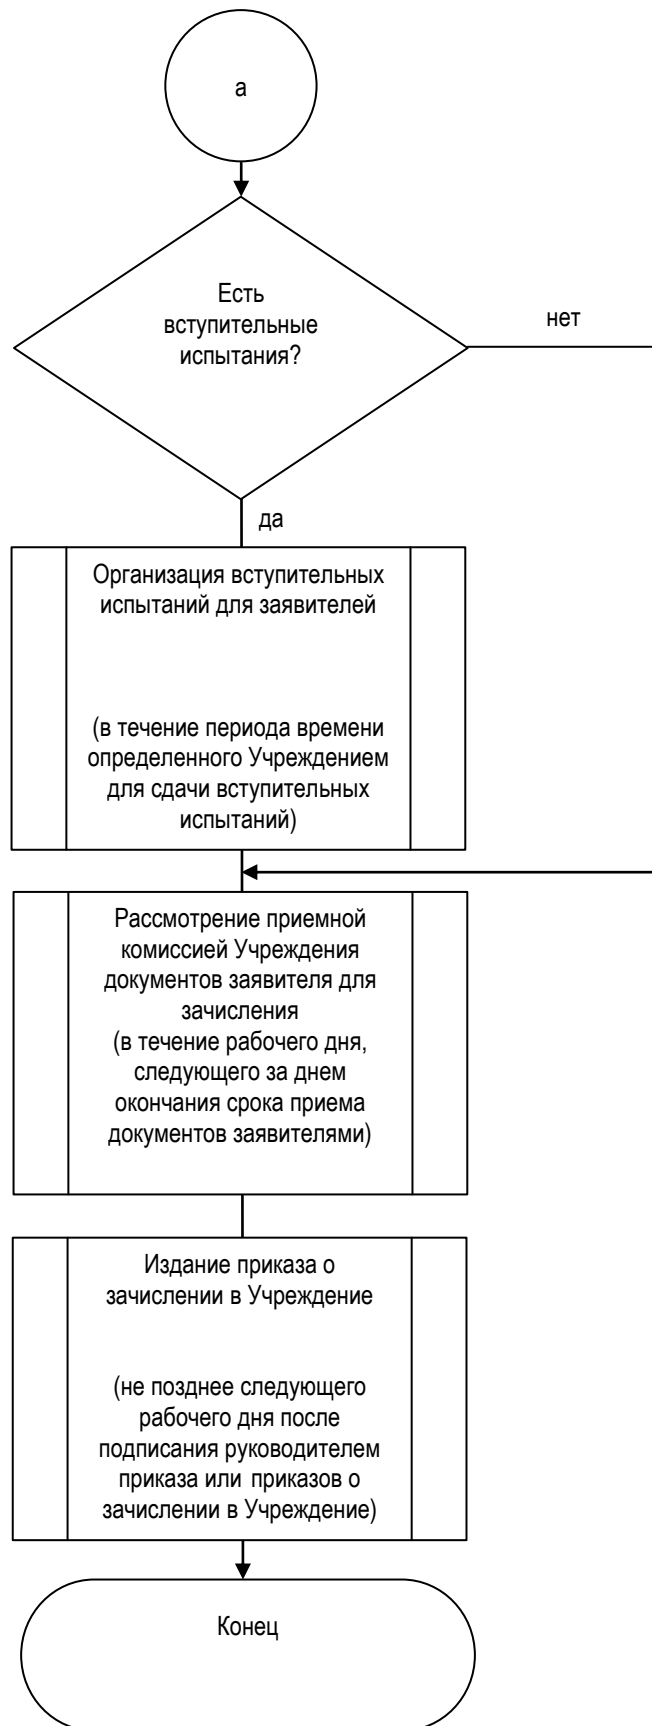 а
Есть
вступительные
испытания?
нет
да
Организация вступительных
испытаний для заявителей
(в течение периода времени
определенного Учреждением
для сдачи вступительных
испытаний)
Рассмотрение приемной
комиссией Учреждения
документов заявителя для
зачисления
(в течение рабочего дня,
следующего за днем
окончания срока приема
документов заявителями)
Издание приказа о
зачислении в Учреждение
(не позднее следующего
рабочего дня после
подписания руководителем
приказа или приказов о
зачислении в Учреждение)
Конец